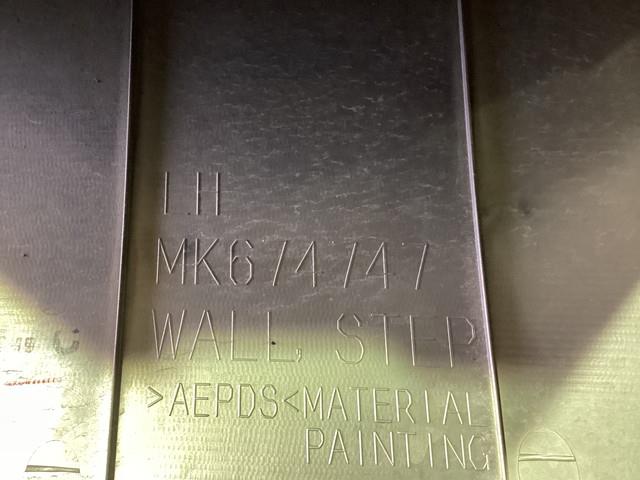 LH
MK674747
WALL, STEP
>AEPDS<MATERIAL
PAINTING